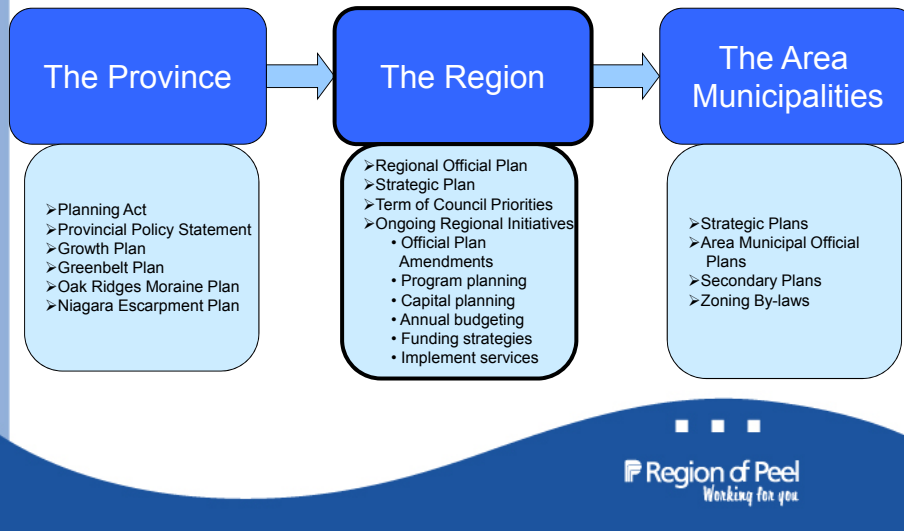 The Province
➢Planning Act
➢Provincial Policy Statement
➢Growth Plan
➢Greenbelt Plan
➢Oak Ridges Moraine Plan
➢Niagara Escarpment Plan
The Region
➢Regional Official Plan
➢Strategic Plan
➢Term of Council Priorities
➢Ongoing Regional Initiatives
• Official Plan
Amendments
• Program planning
• Capital planning
• Annual budgeting
• Funding strategies
• Implement services
The Area
Municipalities
➢Strategic Plans
➢Area Municipal Official
Plans
➢Secondary Plans
➢Zoning By-laws
Region of Peel
Working for you